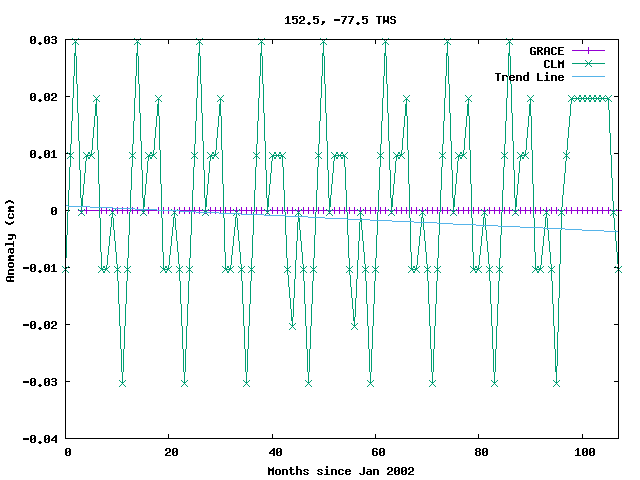 152.5, -77.5 TWS
0.03
0.02
0.01
0
-0.01
-0.02
-0.03
-0.04
Anomaly (cm)
GRACE
CLM
Trend Line
0 20 40 60 80 100
Months since Jan 2002